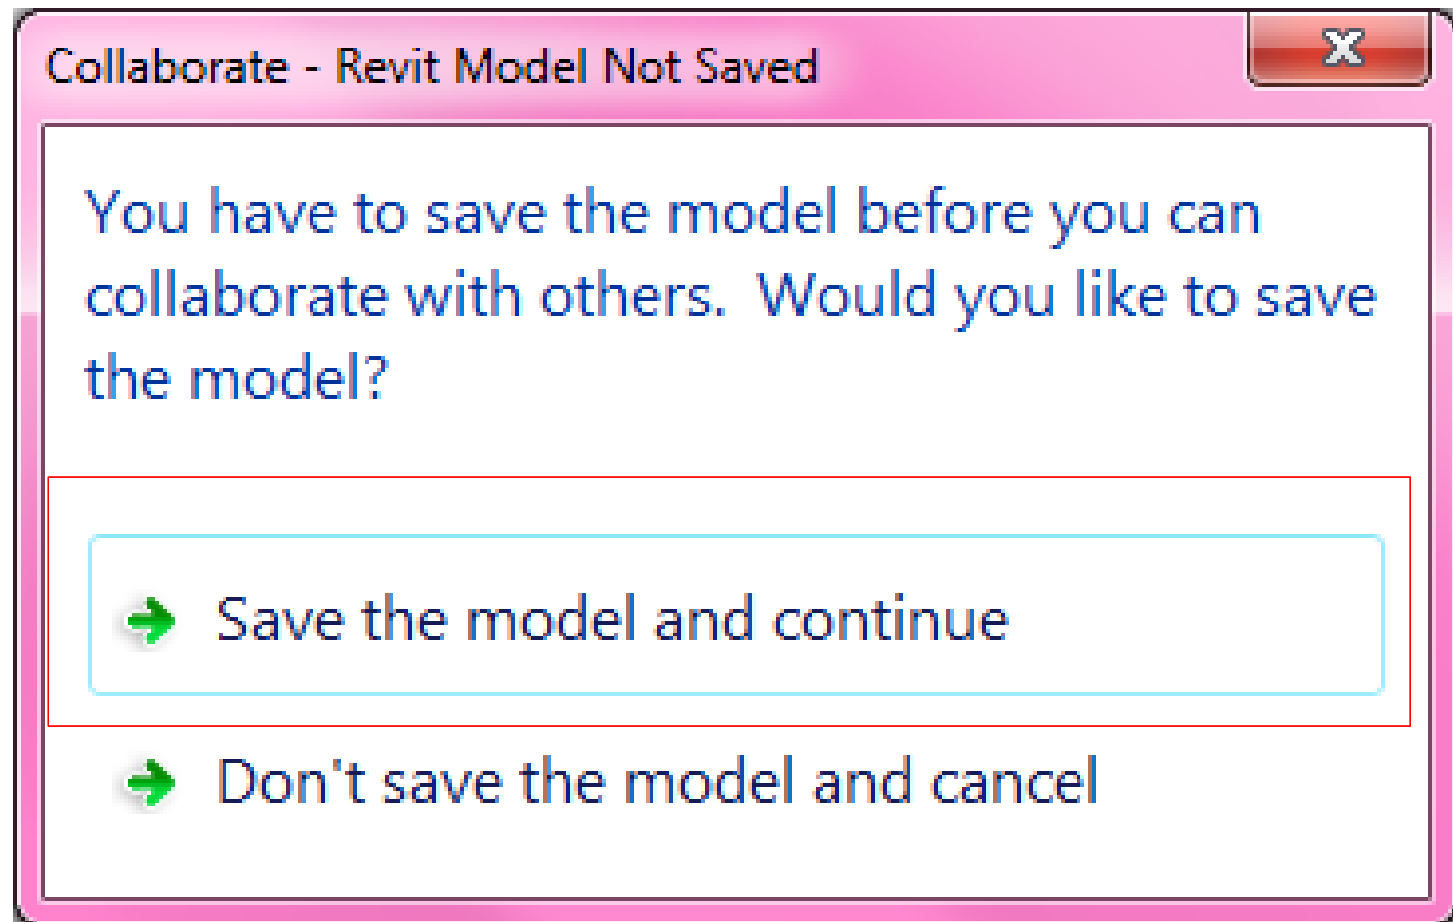 Collaborate - Revit Model Not Saved
You have to save the model before you can
collaborate with others.  Would you like to save
the model?
Save the model and continue
Don't save the model and cancel